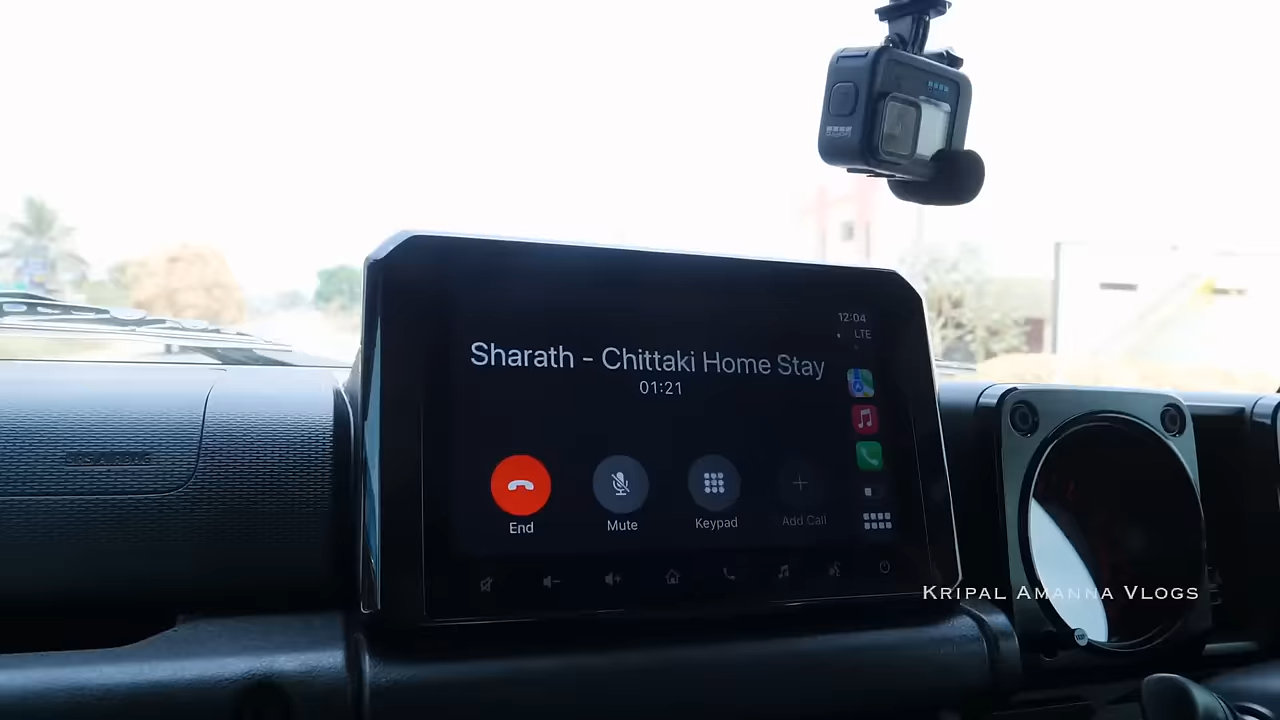 12:04
LTE
Sharath - Chittaki Home Stay
01:21
End
Mute
Keypad
Add Call
KRIPAL AMANNA VLOGS